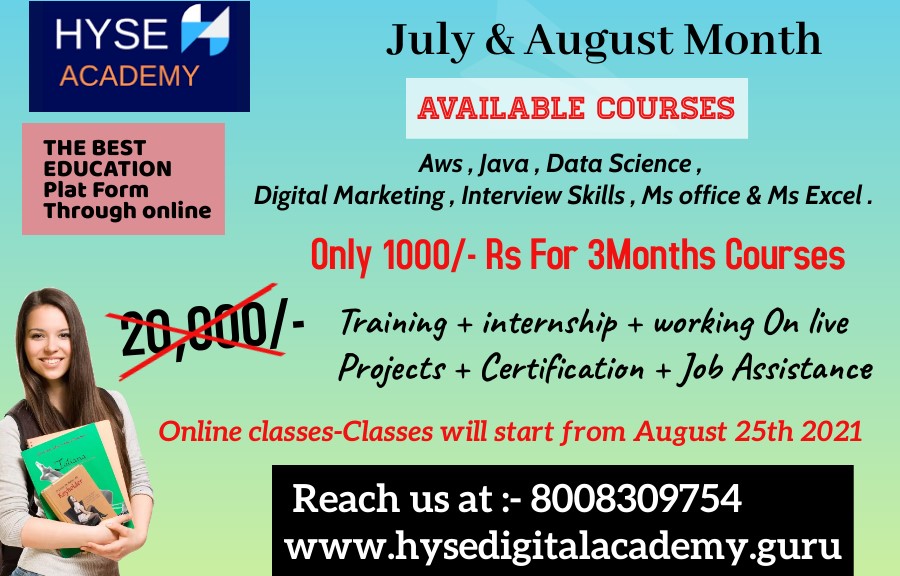 HYSE
ACADEMY
July & August Month
AVAILABLE COURSES
THE BEST
EDUCATION
Plat Form
Through online
Aws , Java , Data Science ,
Digital Marketing , Interview Skills , Ms office & Ms Excel .
Only 1000/- Rs For 3Months Courses
20,000/-
Training + internship + working On live
Projects + Certification + Job Assistance
Online classes-Classes will start from August 25th 2021
Reach us at :- 8008309754
www.hysedigitalacademy.guru